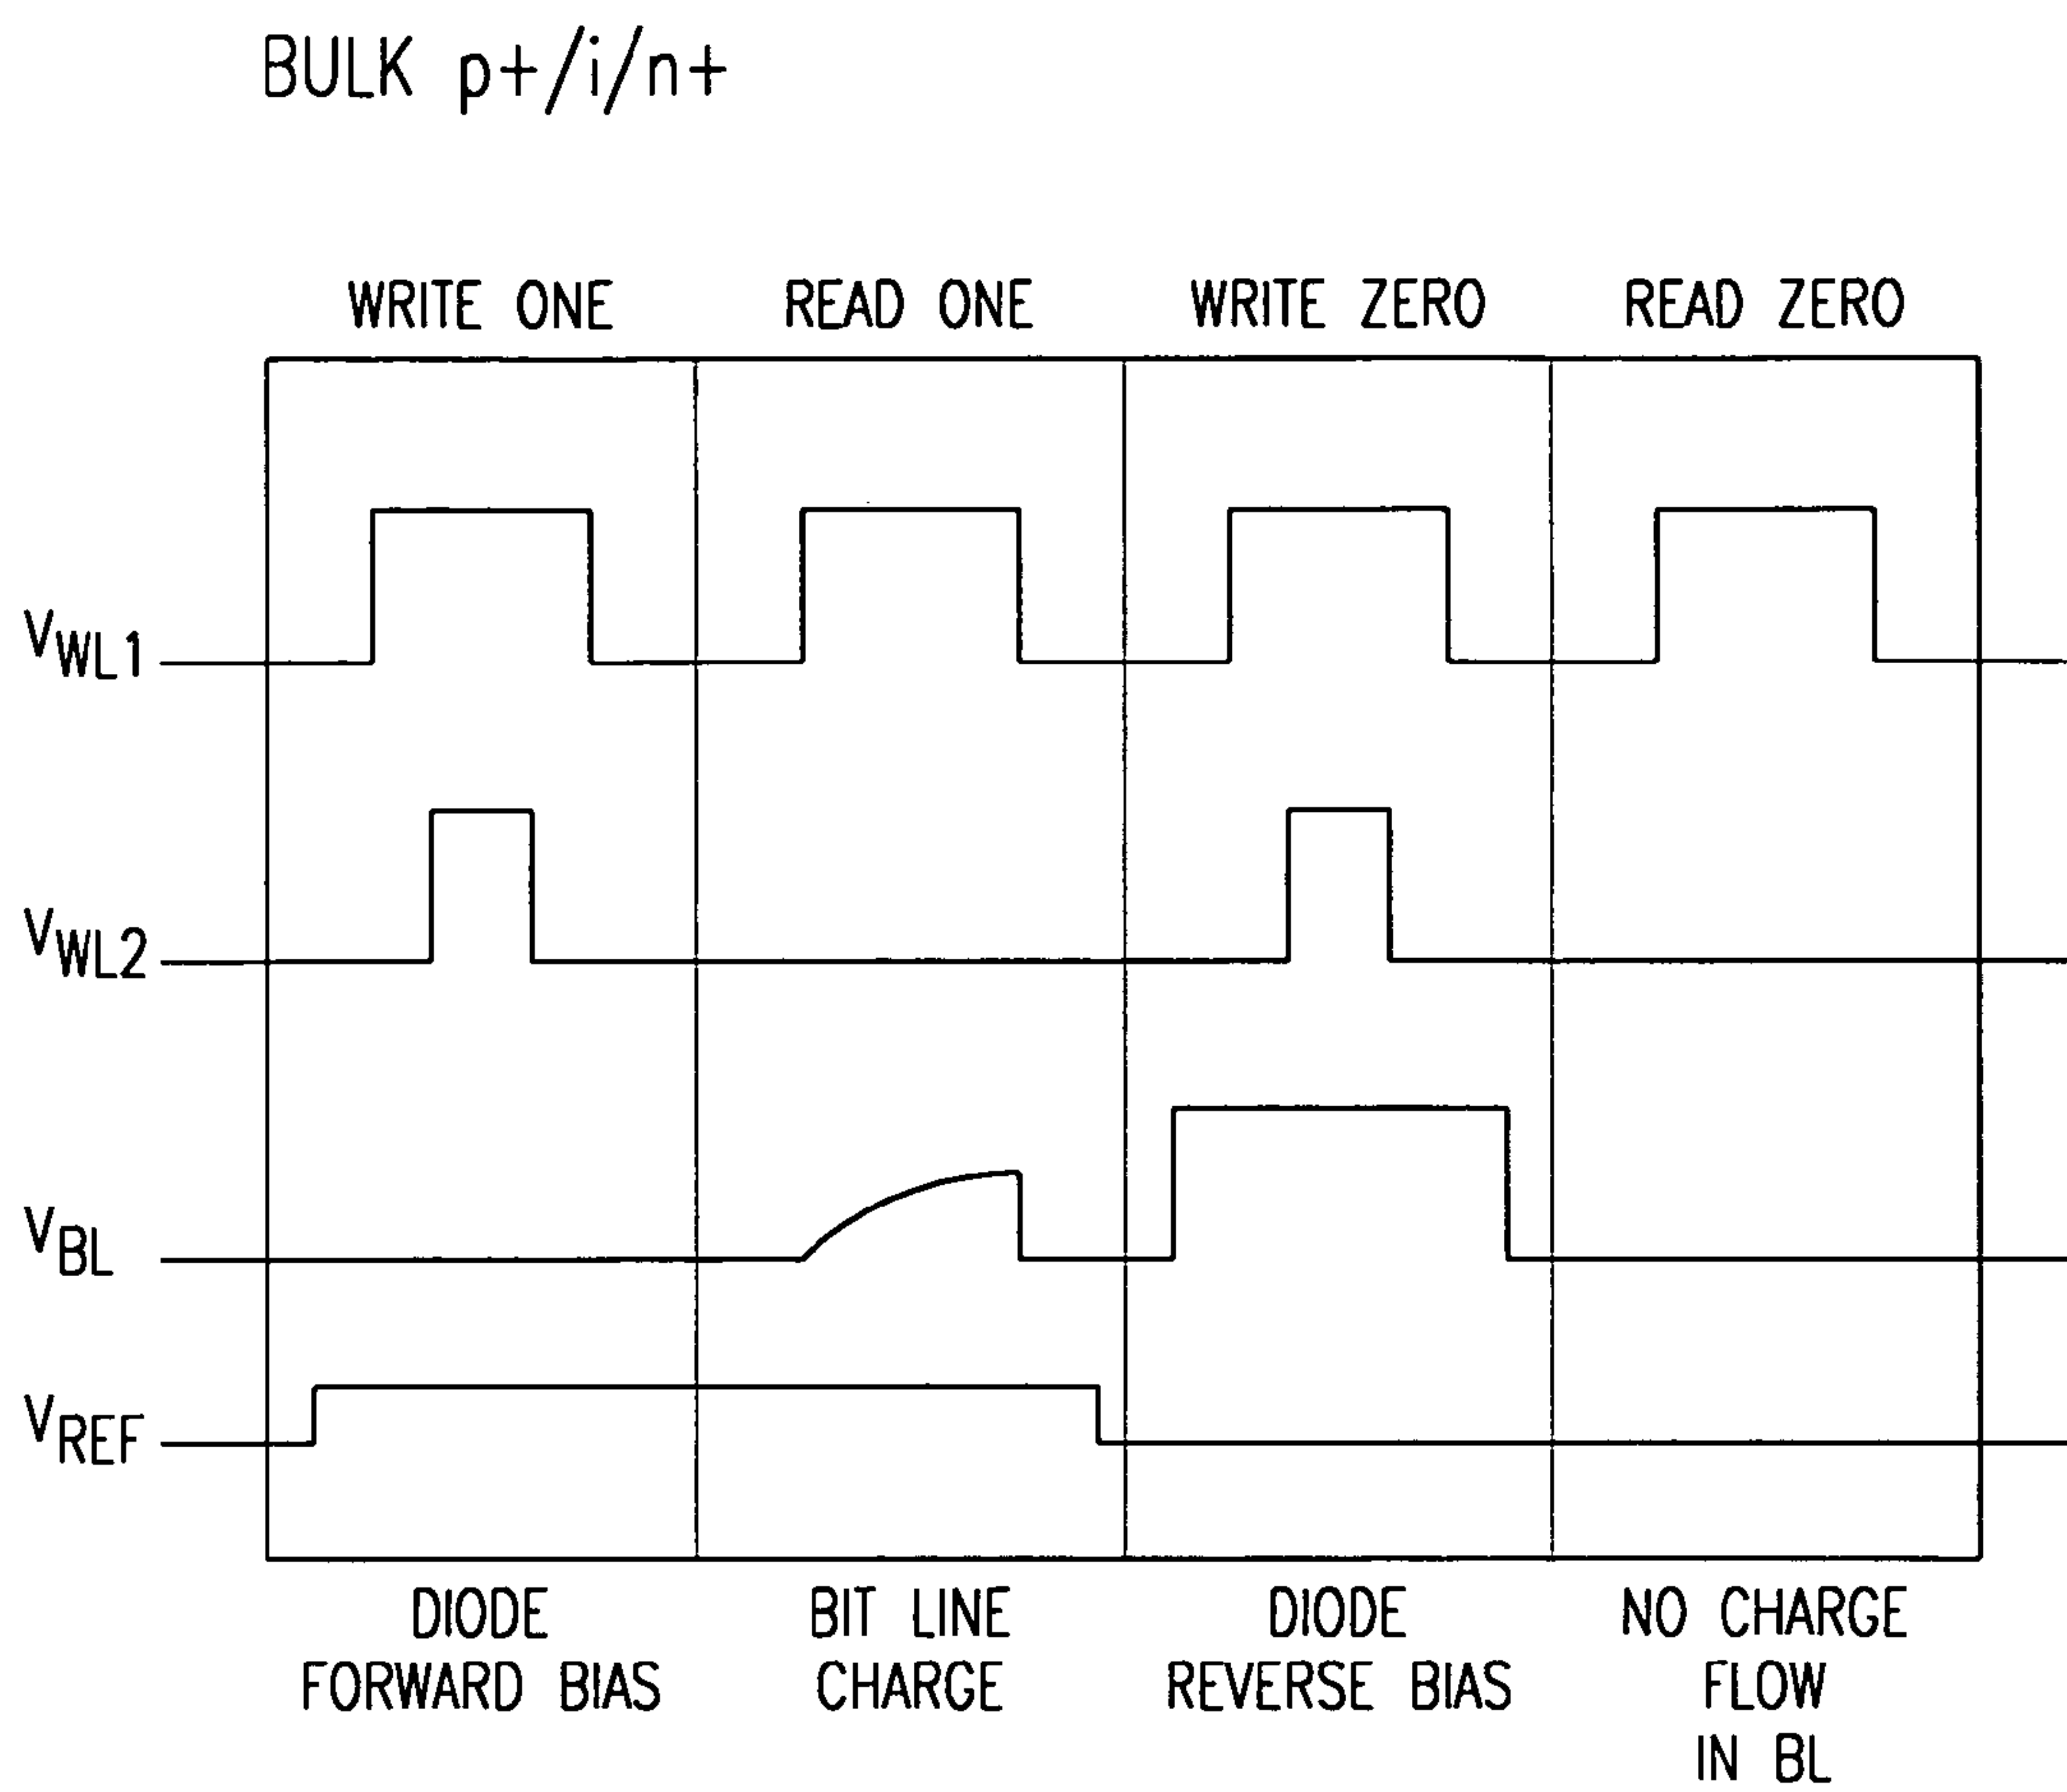 BULK p+/i/n+
WRITE ONE READ ONE WRITE ZERO READ ZERO
VWL1
VWL2
VBL
VREF
DIODE BIT LINE DIODE NO CHARGE
FORWARD BIAS CHARGE REVERSE BIAS FLOW
IN BL